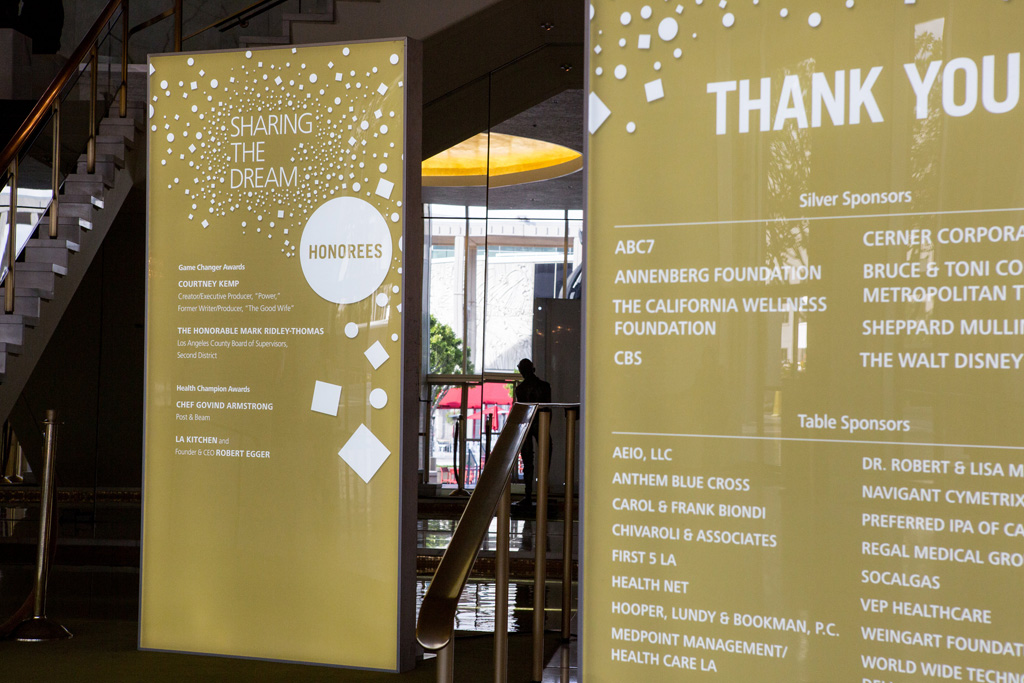 SHARING
THE
DREAM
HONOREES
Game Changer Awards
COURTNEY KEMP
Creator/Executive Producer, "Power,"
Former Writer/Producer, "The Good Wife"
THE HONORABLE MARK RIDLEY-THOMAS
Los Angeles County Board of Supervisors,
Second District
Health Champion Awards
CHEF GOVIND ARMSTRONG
Post & Beam
LA KITCHEN and
Founder & CEO ROBERT EGGER
THANK YOU
Silver Sponsors
ABC7
ANNENBERG FOUNDATION
THE CALIFORNIA WELLNESS
FOUNDATION
CBS
CERNER CORPORA
BRUCE & TONI CO
METROPOLITAN T
SHEPPARD MULLI
THE WALT DISNEY
Table Sponsors
AEIO, LLC
ANTHEM BLUE CROSS
CAROL & FRANK BIONDI
CHIVAROLI & ASSOCIATES
FIRST 5 LA
HEALTH NET
HOOPER, LUNDY & BOOKMAN, P.C.
MEDPOINT MANAGEMENT/
HEALTH CARE LA
DR. ROBERT & LISA M
NAVIGANT CYMETRIX
PREFERRED IPA OF CA
REGAL MEDICAL GRO
SOCALGAS
VEP HEALTHCARE
WEINGART FOUNDAT
WORLD WIDE TECHN